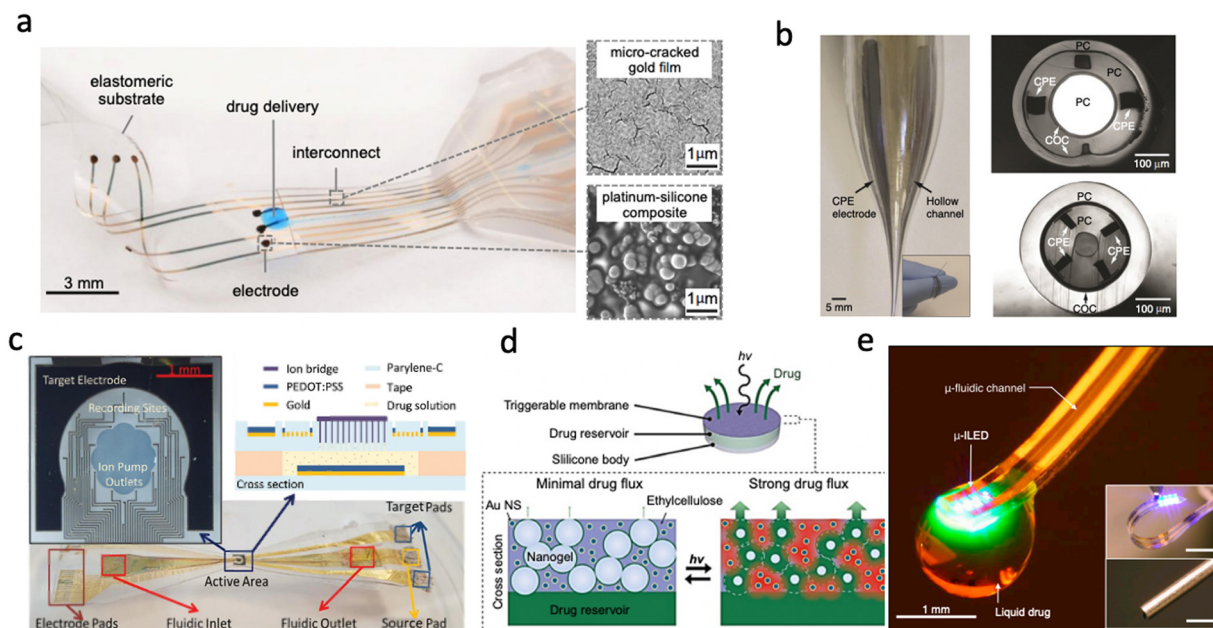 a
elastomeric
substrate
drug delivery
interconnect
electrode
3 mm
micro-cracked
gold film
1μm
platinum-silicone
composite
1μm
b
CPE
electrode
Hollow
channel
5 mm
PC
PC
CPE
PC
CPE
COC
100 μm
PC
PC
CPE
CPE
COC
100 μm
c
Target Electrode
1 mm
Recording Sites
Ion Pump
Outlets
Ion bridge
PEDOT:PSS
Gold
Parylene-C
Tape
Drug solution
Cross section
Target Pads
Active Area
Electrode Pads
Fluidic Inlet
Fluidic Outlet
Source Pad
d
hν
Drug
Triggerable membrane
Drug reservoir
Slilicone body
Minimal drug flux
Strong drug flux
Au NS
Ethylcellulose
Cross section
Nanogel
hν
Drug reservoir
e
μ-fluidic channel
μ-ILED
Liquid drug
1 mm